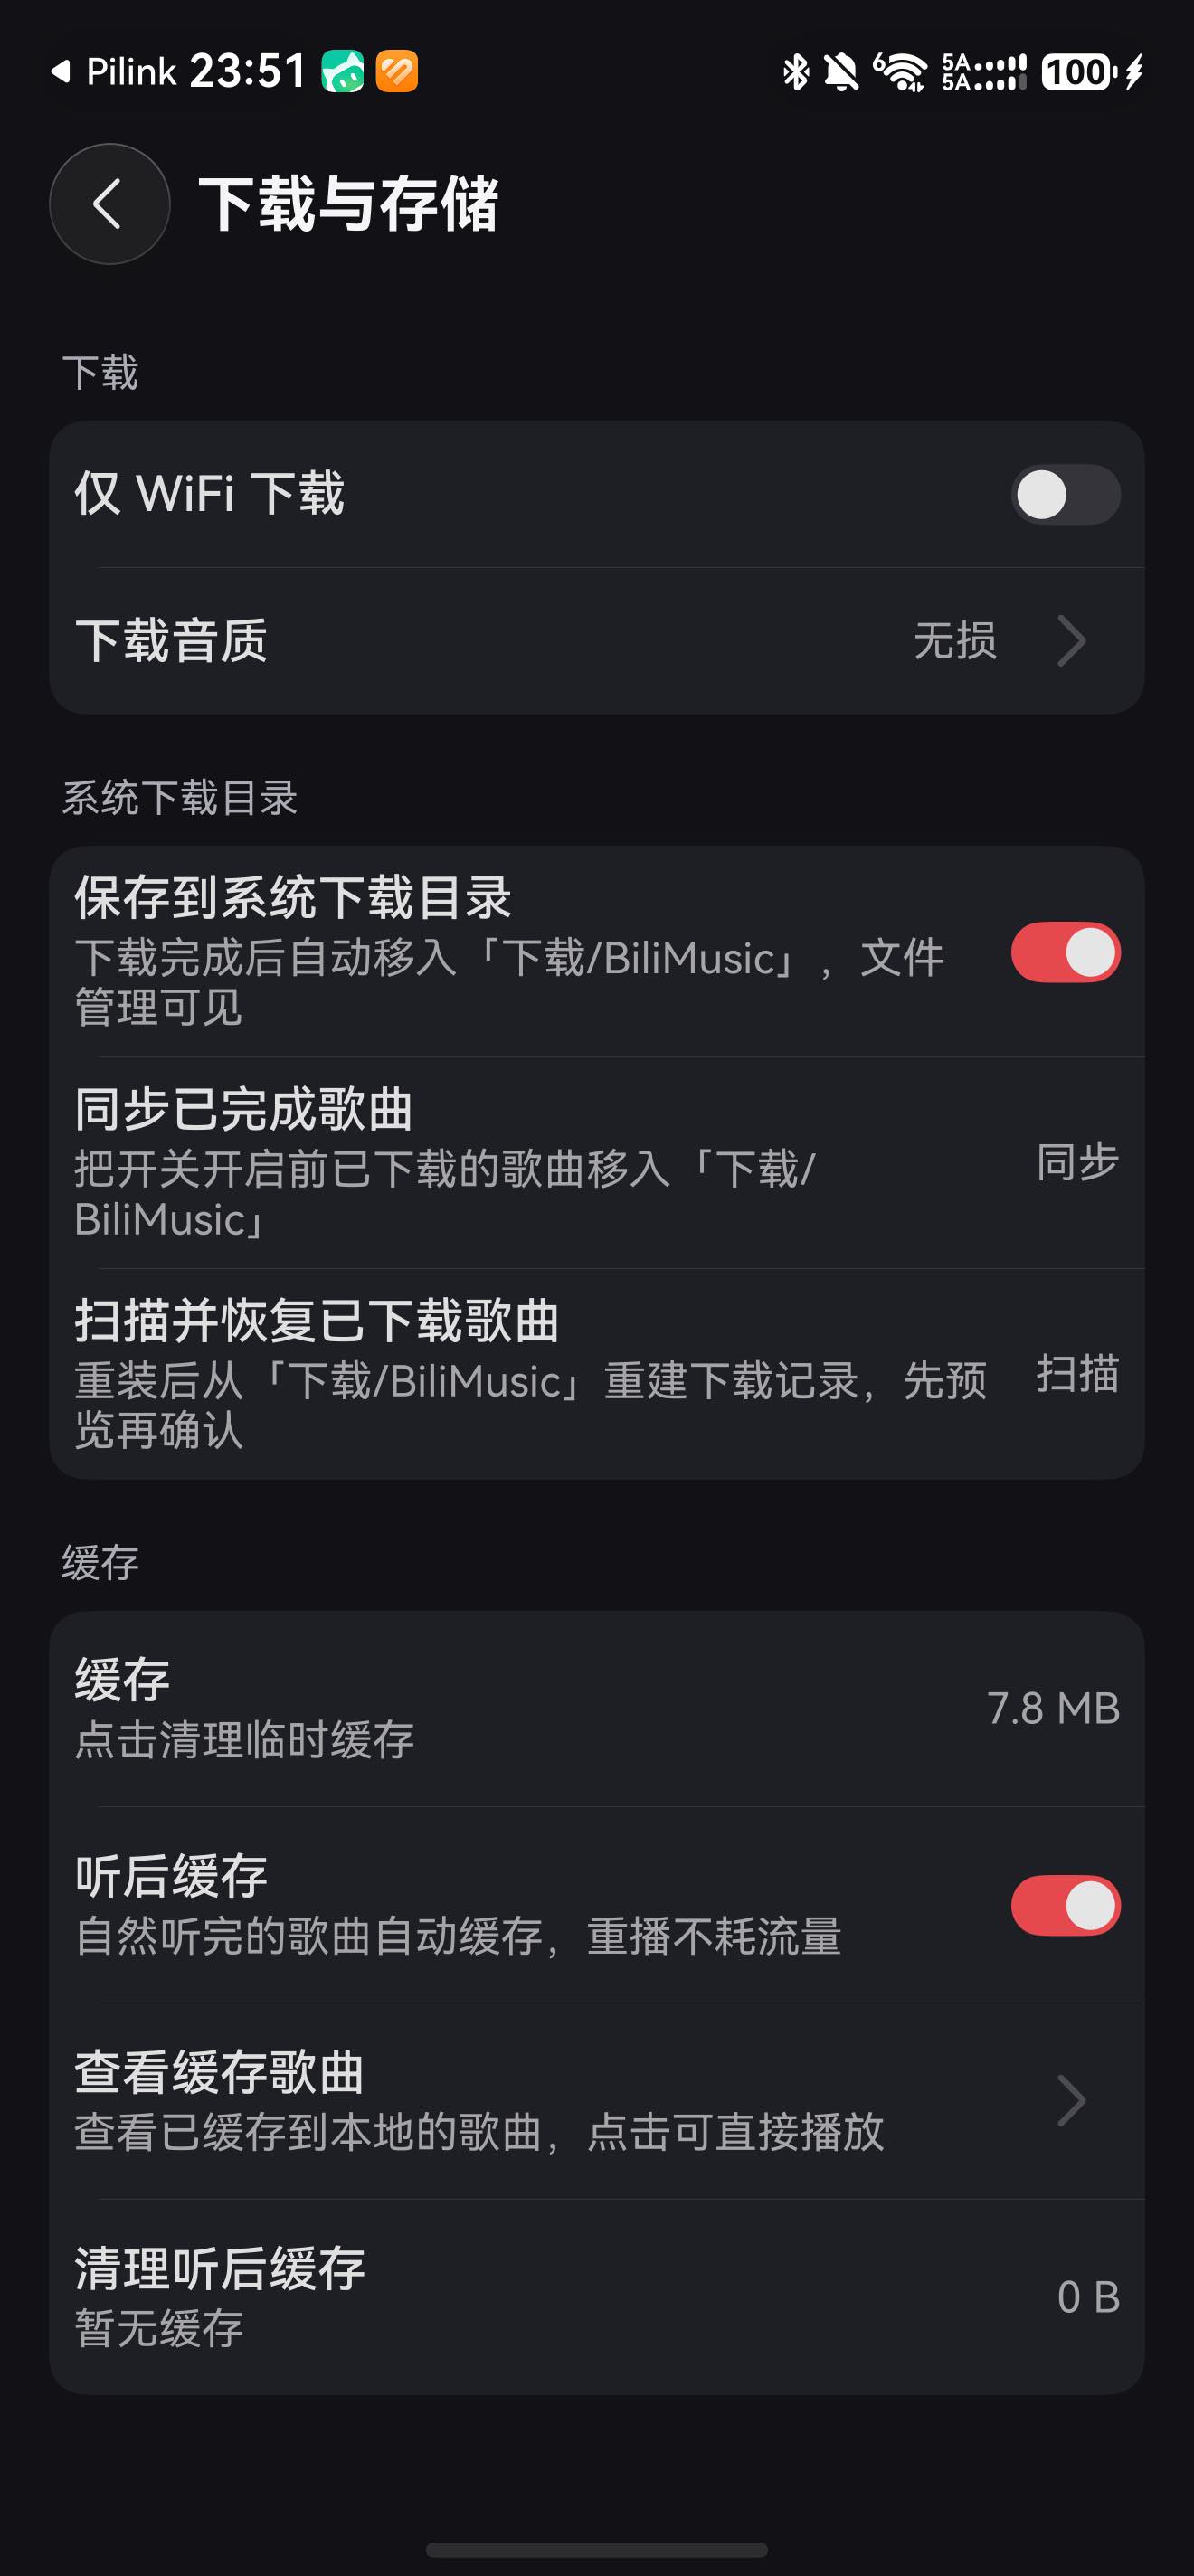 Pilink 23:51 6 5A 5A 100
下载与存储
下载
仅 WiFi 下载
下载音质 无损
系统下载目录
保存到系统下载目录
下载完成后自动移入「下载/BiliMusic」，文件
管理可见
同步已完成歌曲
把开关开启前已下载的歌曲移入「下载/
BiliMusic」
同步
扫描并恢复已下载歌曲
重装后从「下载/BiliMusic」重建下载记录，先预
览再确认
扫描
缓存
缓存
点击清理临时缓存
7.8 MB
听后缓存
自然听完的歌曲自动缓存，重播不耗流量
查看缓存歌曲
查看已缓存到本地的歌曲，点击可直接播放
清理听后缓存
暂无缓存
0 B